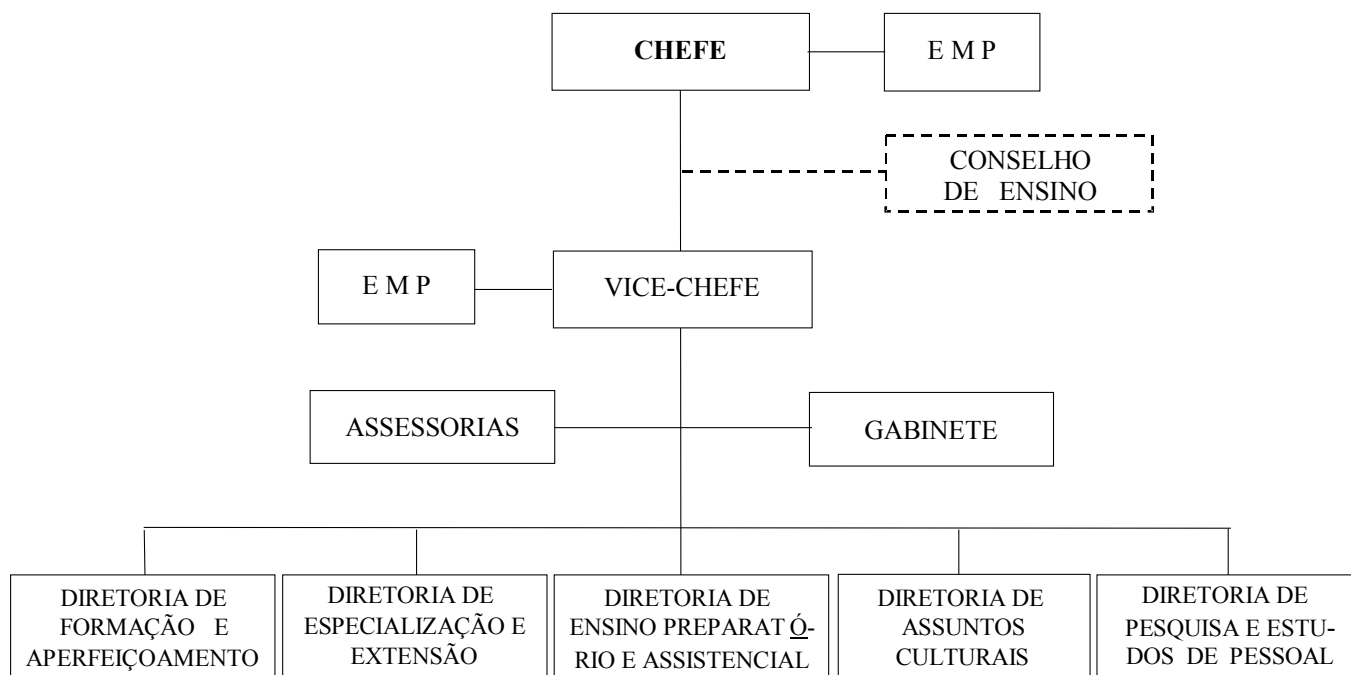 CHEFE
E M P
CONSELHO
DE ENSINO
E M P
VICE-CHEFE
ASSESSORIAS
GABINETE
DIRETORIA DE
FORMAÇÃO E
APERFEIÇOAMENTO
DIRETORIA DE
ESPECIALIZAÇÃO E
EXTENSÃO
DIRETORIA DE
ENSINO PREPARAT Ó-
RIO E ASSISTENCIAL
DIRETORIA DE
ASSUNTOS
CULTURAIS
DIRETORIA DE
PESQUISA E ESTU-
DOS DE PESSOAL